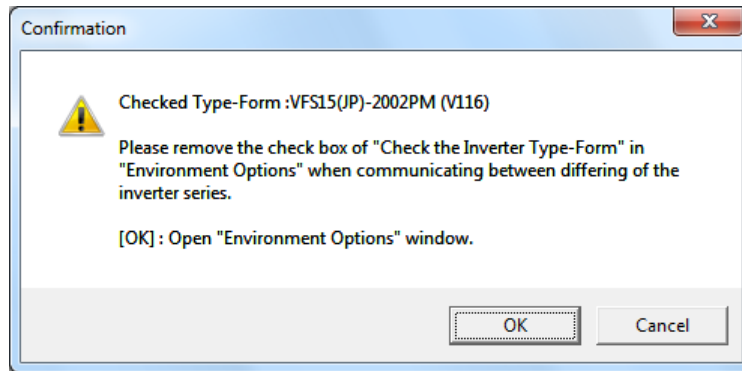 Confirmation
Checked Type-Form :VFS15(JP)-2002PM (V116)
Please remove the check box of "Check the Inverter Type-Form" in
"Environment Options" when communicating between differing of the
inverter series.
[OK] : Open "Environment Options" window.
OK
Cancel